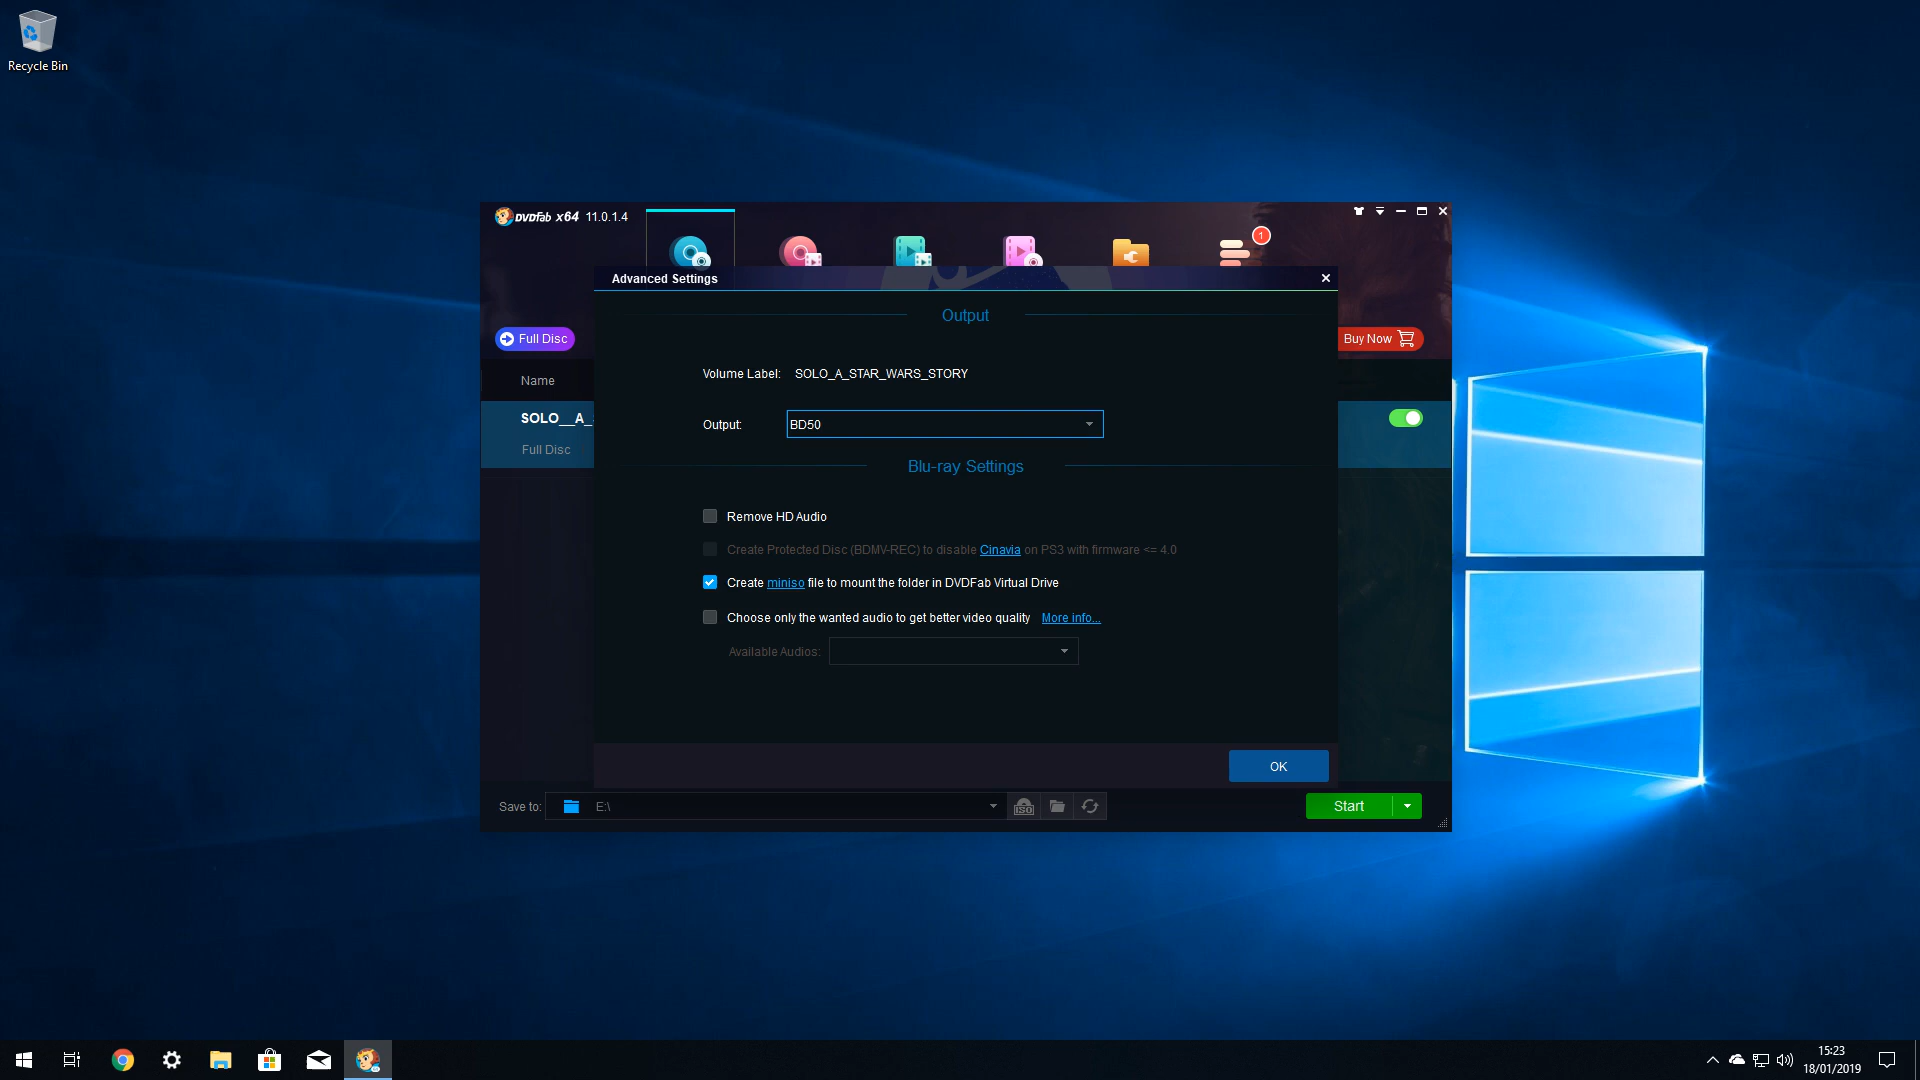 Recycle Bin
DVDFab x64 11.0.1.4
1
Advanced Settings
Output
Full Disc
Buy Now
Volume Label: SOLO_A_STAR_WARS_STORY
Name
SOLO__A_
Output: BD50
Full Disc
Blu-ray Settings
Remove HD Audio
Create Protected Disc (BDMV-REC) to disable Cinavia on PS3 with firmware <= 4.0
Create miniso file to mount the folder in DVDFab Virtual Drive
Choose only the wanted audio to get better video quality More info...
Available Audios:
OK
Save to: E:\
ISO
Start
15:23
18/01/2019